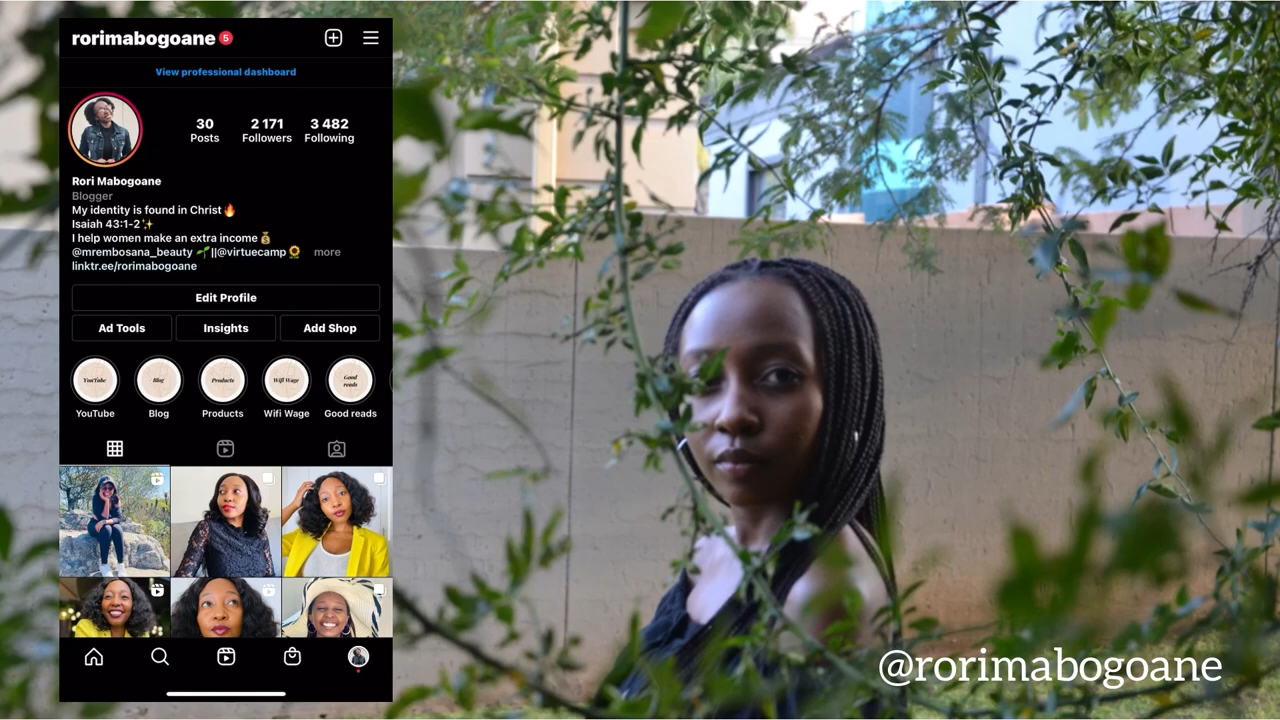 rorimabogoane 5
View professional dashboard
30 2 171 3 482
Posts Followers Following
Rori Mabogoane
Blogger
My identity is found in Christ🔥
Isaiah 43:1-2✨
I help women make an extra income💰
@mrembosana_beauty 🌱||@virtuecamp🌻 more
linktr.ee/rorimabogoane
Edit Profile
Ad Tools Insights Add Shop
YouTube Blog Products Wifi Wage Good
reads
YouTube Blog Products Wifi Wage Good reads
@rorimabogoane